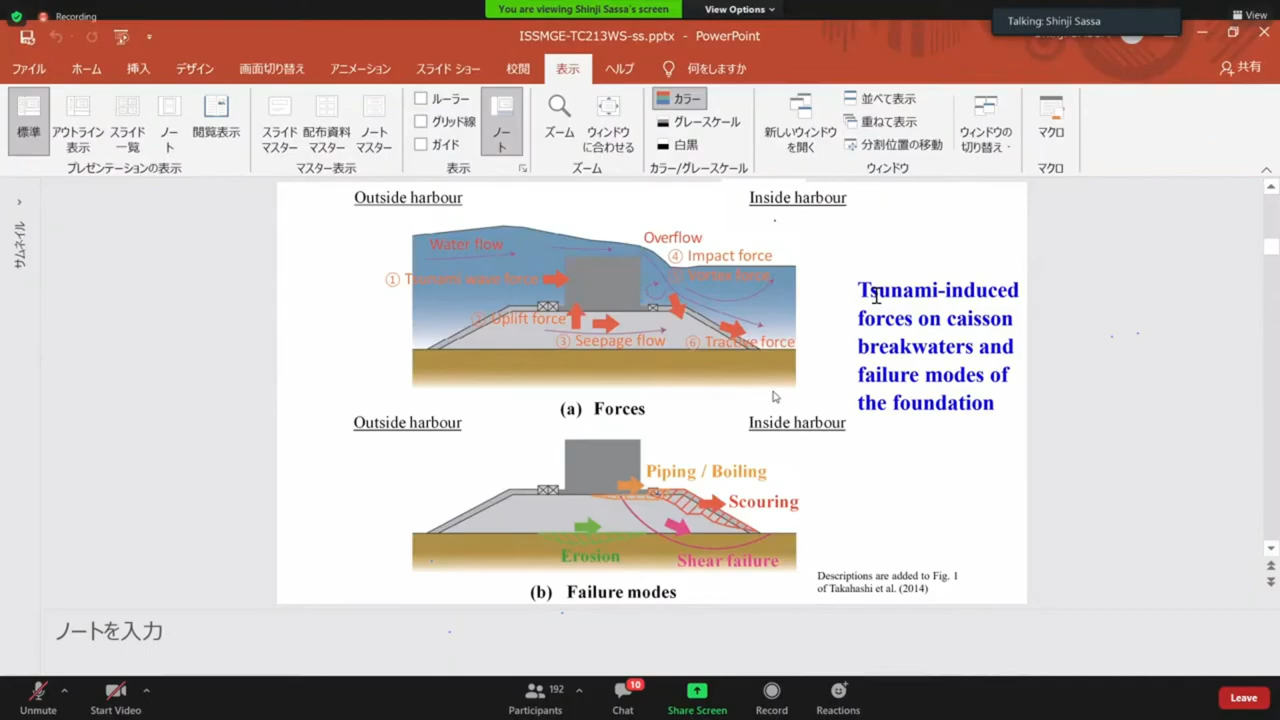 Recording
You are viewing Shinji Sassa's screen
View Options
Talking: Shinji Sassa
View
ISSMGE-TC213WS-ss.pptx - PowerPoint
ファイル
ホーム
挿入
デザイン
画面切り替え
アニメーション
スライド ショー
校閲
表示
ヘルプ
何をしますか
共有
標準
アウトライン
表示
スライド
一覧
ノー
ト
閲覧表示
プレゼンテーションの表示
スライド
マスター
配布資料
マスター
ノート
マスター
マスター表示
ルーラー
グリッド線
ガイド
表示
ノー
ト
ズーム
ウィンドウ
に合わせる
ズーム
カラー
グレースケール
白黒
カラー/グレースケール
新しいウィンドウ
を開く
並べて表示
重ねて表示
分割位置の移動
ウィンドウの
切り替え
ウィンドウ
マクロ
マクロ
サムネイル
Outside harbour
Inside harbour
Water flow
Overflow
④ Impact force
⑤ Vortex force
① Tsunami wave force
② Uplift force
③ Seepage flow
⑥ Tractive force
(a) Forces
Tsunami-induced
forces on caisson
breakwaters and
failure modes of
the foundation
Outside harbour
Inside harbour
Piping / Boiling
Scouring
Erosion
Shear failure
(b) Failure modes
Descriptions are added to Fig. 1
of Takahashi et al. (2014)
ノートを入力
Unmute
Start Video
192
Participants
10
Chat
Share Screen
Record
Reactions
Leave